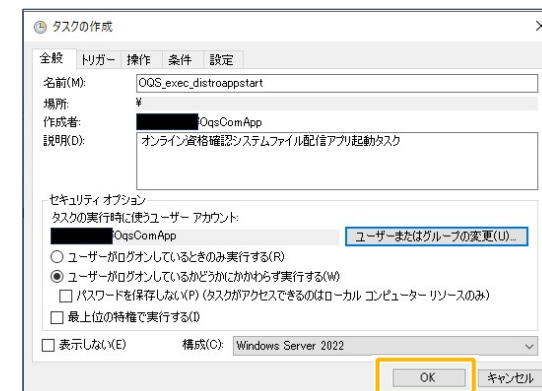 タスクの作成
全般 トリガー 操作 条件 設定
名前(M): OQS_exec_distroappstart
場所: ¥
作成者: OqsComApp
説明(D): オンライン資格確認システムファイル配信アプリ起動タスク
セキュリティ オプション
タスクの実行時に使うユーザー アカウント:
OqsComApp ユーザーまたはグループの変更(U)...
ユーザーがログオンしているときのみ実行する(R)
ユーザーがログオンしているかどうかにかかわらず実行する(W)
パスワードを保存しない(P) (タスクがアクセスできるのはローカル コンピューター リソースのみ)
最上位の特権で実行する(I)
表示しない(E) 構成(C): Windows Server 2022
OK キャンセル